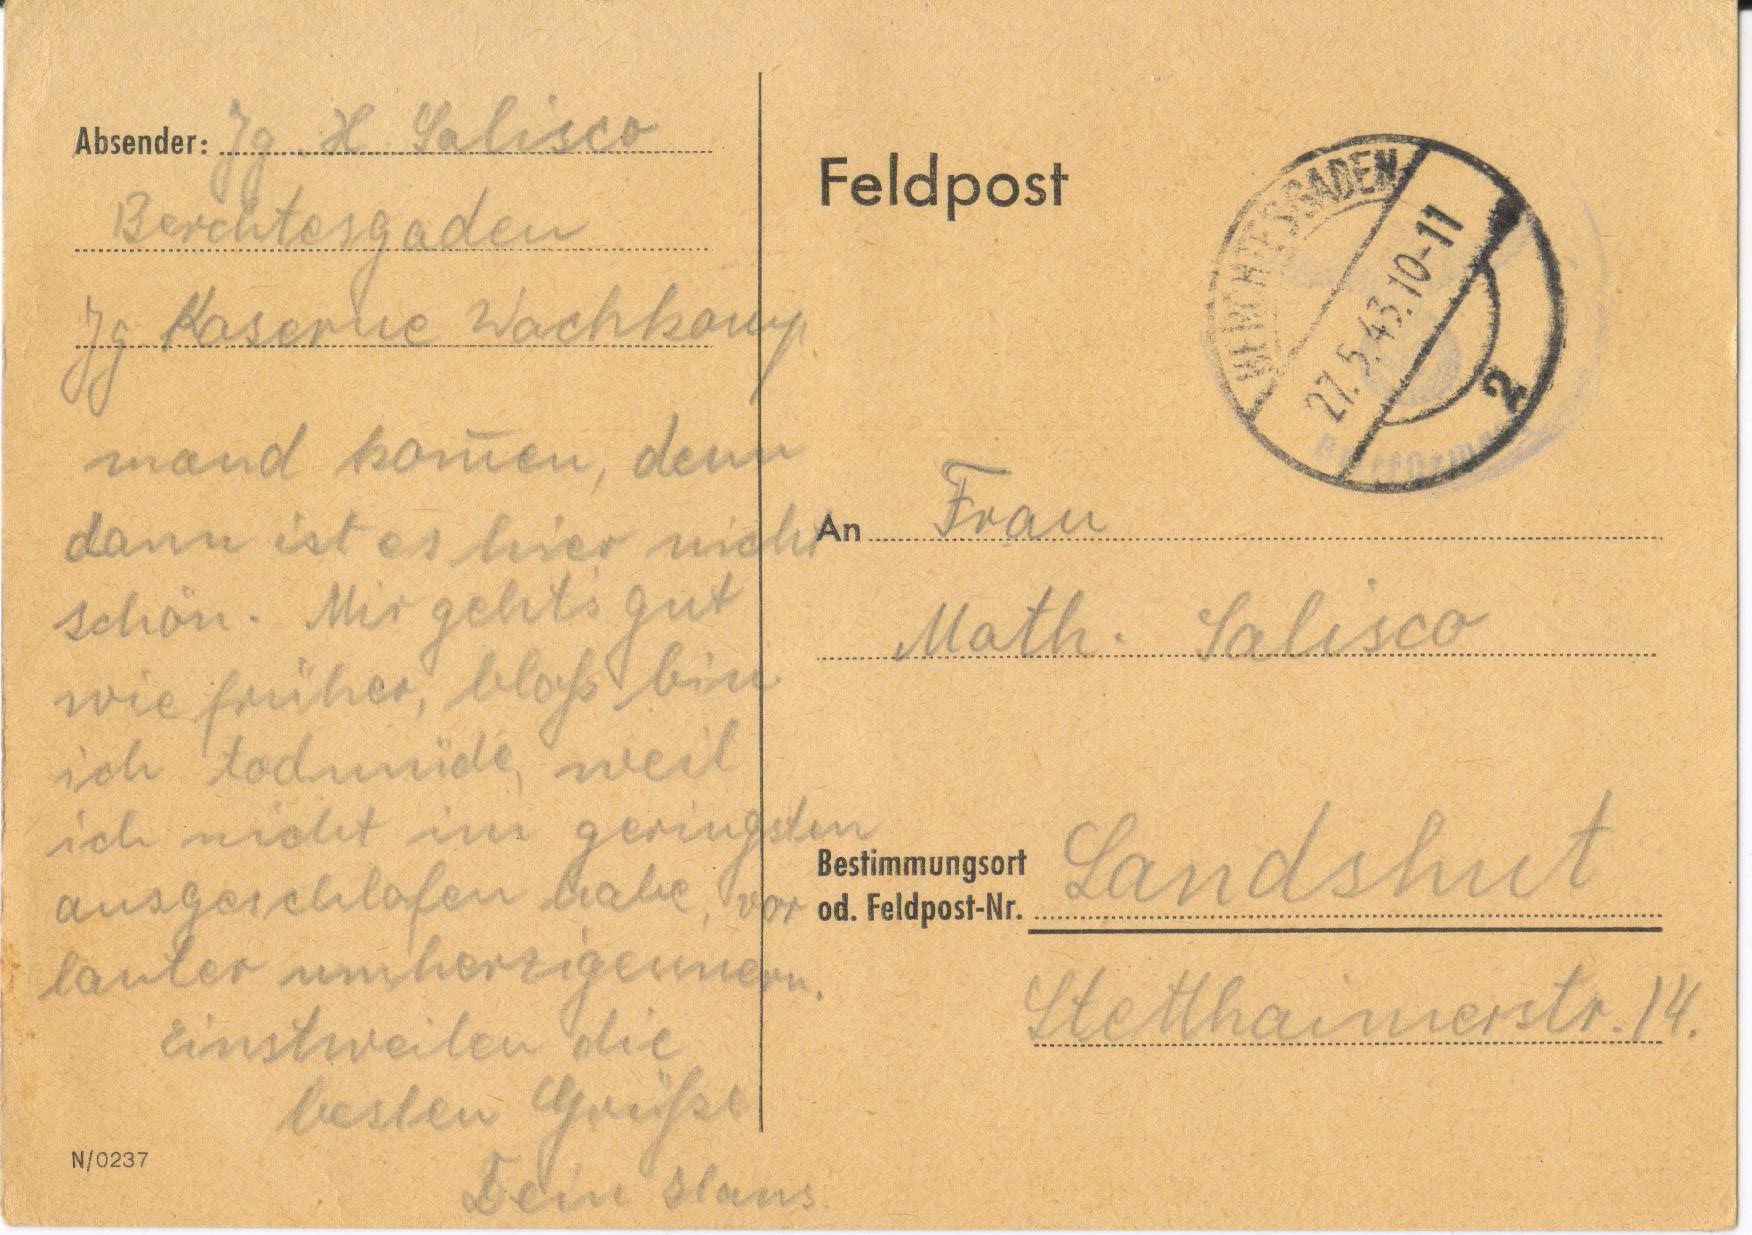 Absender: Jg. H Salisco
Berchtesgaden
Jg. Kaserne Wachkomp.
mand kom̅en, denn
dann ist es hier nicht
schön. Mir geht's gut
wie früher, bloß bin
ich todmüde, weil
ich nicht im geringsten
ausgeschlafen habe, vor
lauter umherzigeunern.
Einstweilen die
besten Grüße
Dein Hans.
N/0237
Feldpost
BERCHTESGADEN
27.5.43.10-11
2
An Frau
Math. Salisco
Bestimmungsort
od. Feldpost-Nr. Landshut
Stetthaimerstr. 14.